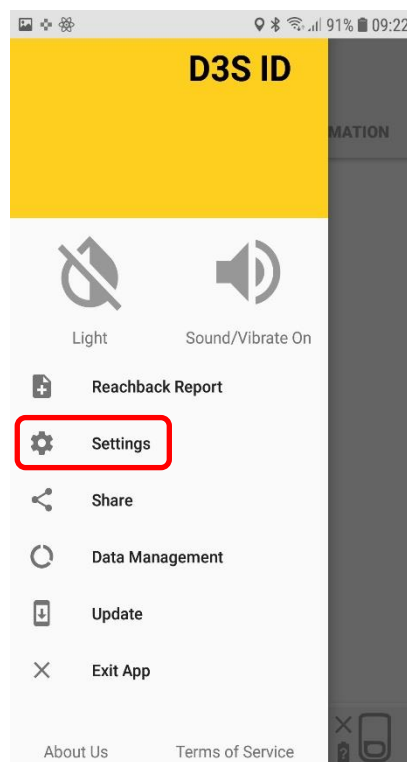 91% 09:22
D3S ID
MATION
Light Sound/Vibrate On
Reachback Report
Settings
Share
Data Management
Update
Exit App
About Us Terms of Service